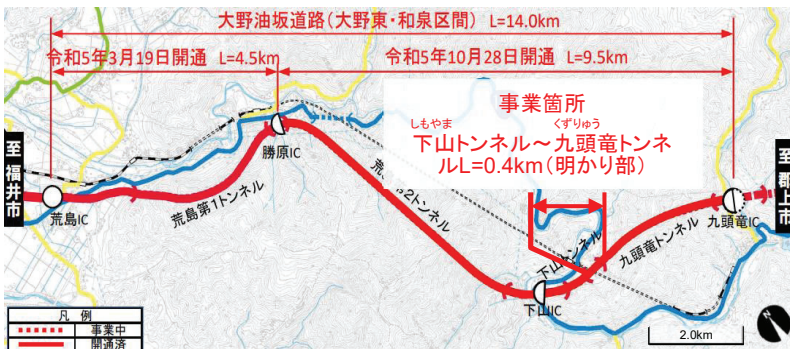 大野油坂道路(大野東・和泉区間) L=14.0km
令和5年3月19日開通 L=4.5km
令和5年10月28日開通 L=9.5km
事業箇所
しもやま くずりゅう
下山トンネル～九頭竜トンネ
ルL=0.4km(明かり部)
至 福井市
至 郡上市
勝原IC
荒島IC
荒島第1トンネル
第2トンネル
下山トンネル
九頭竜トンネル
九頭竜IC
下山IC
凡 例
事業中
開通済
2.0km
N